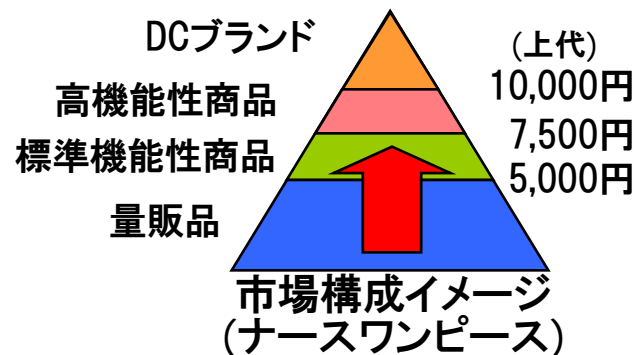 DCブランド
(上代)
10,000円
高機能性商品
7,500円
標準機能性商品
5,000円
量販品
市場構成イメージ
(ナースワンピース)